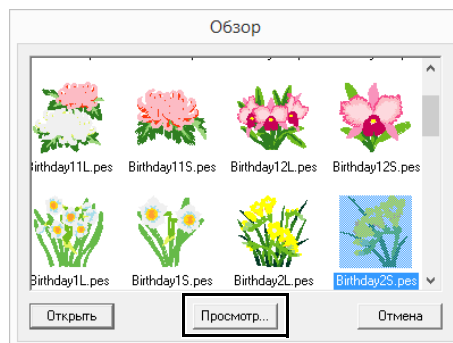 Обзор
Birthday11L.pes Birthday11S.pes Birthday12L.pes Birthday12S.pes
Birthday1L.pes Birthday1S.pes Birthday2L.pes Birthday2S.pes
Открыть Просмотр... Отмена